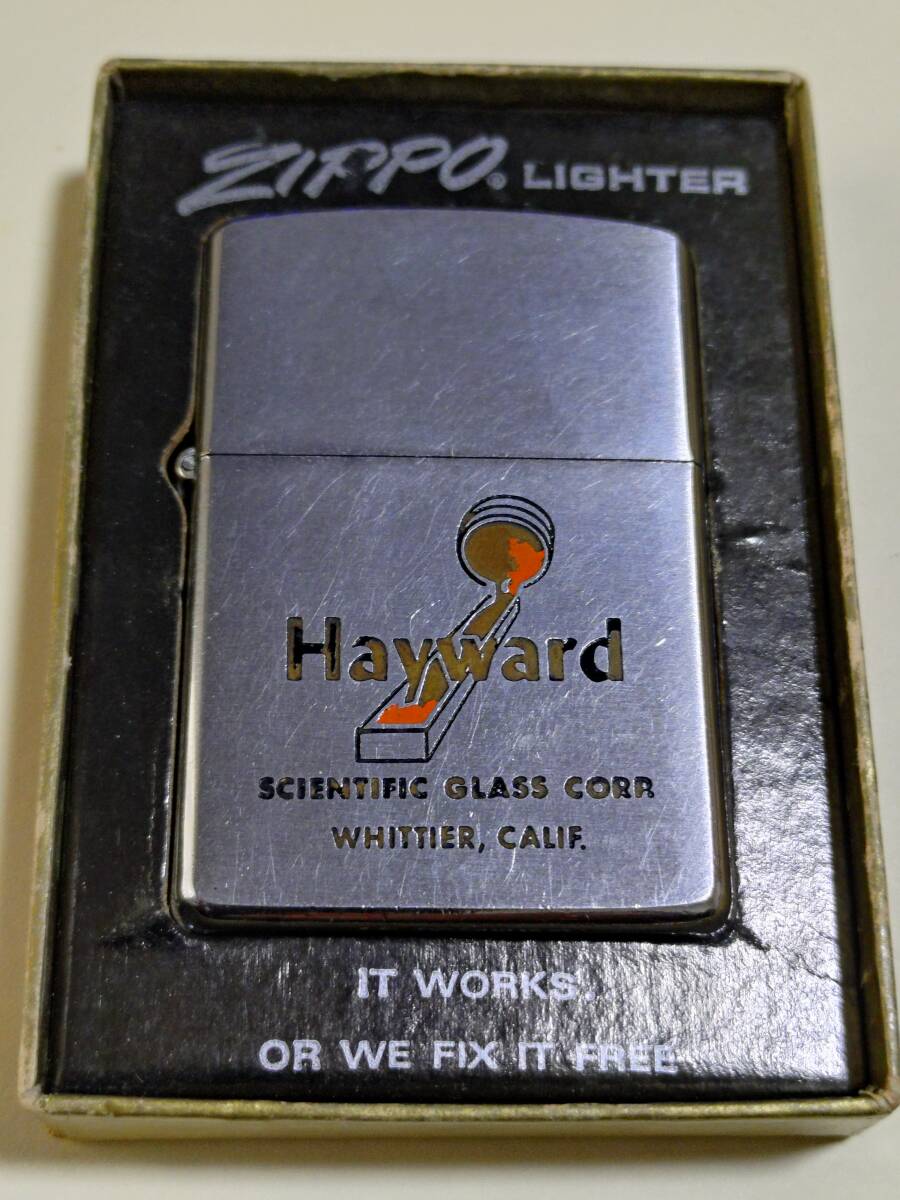 ZIPPO® LIGHTER
Hayward
SCIENTIFIC GLASS CORP.
WHITTIER, CALIF.
IT WORKS..
OR WE FIX IT FREE